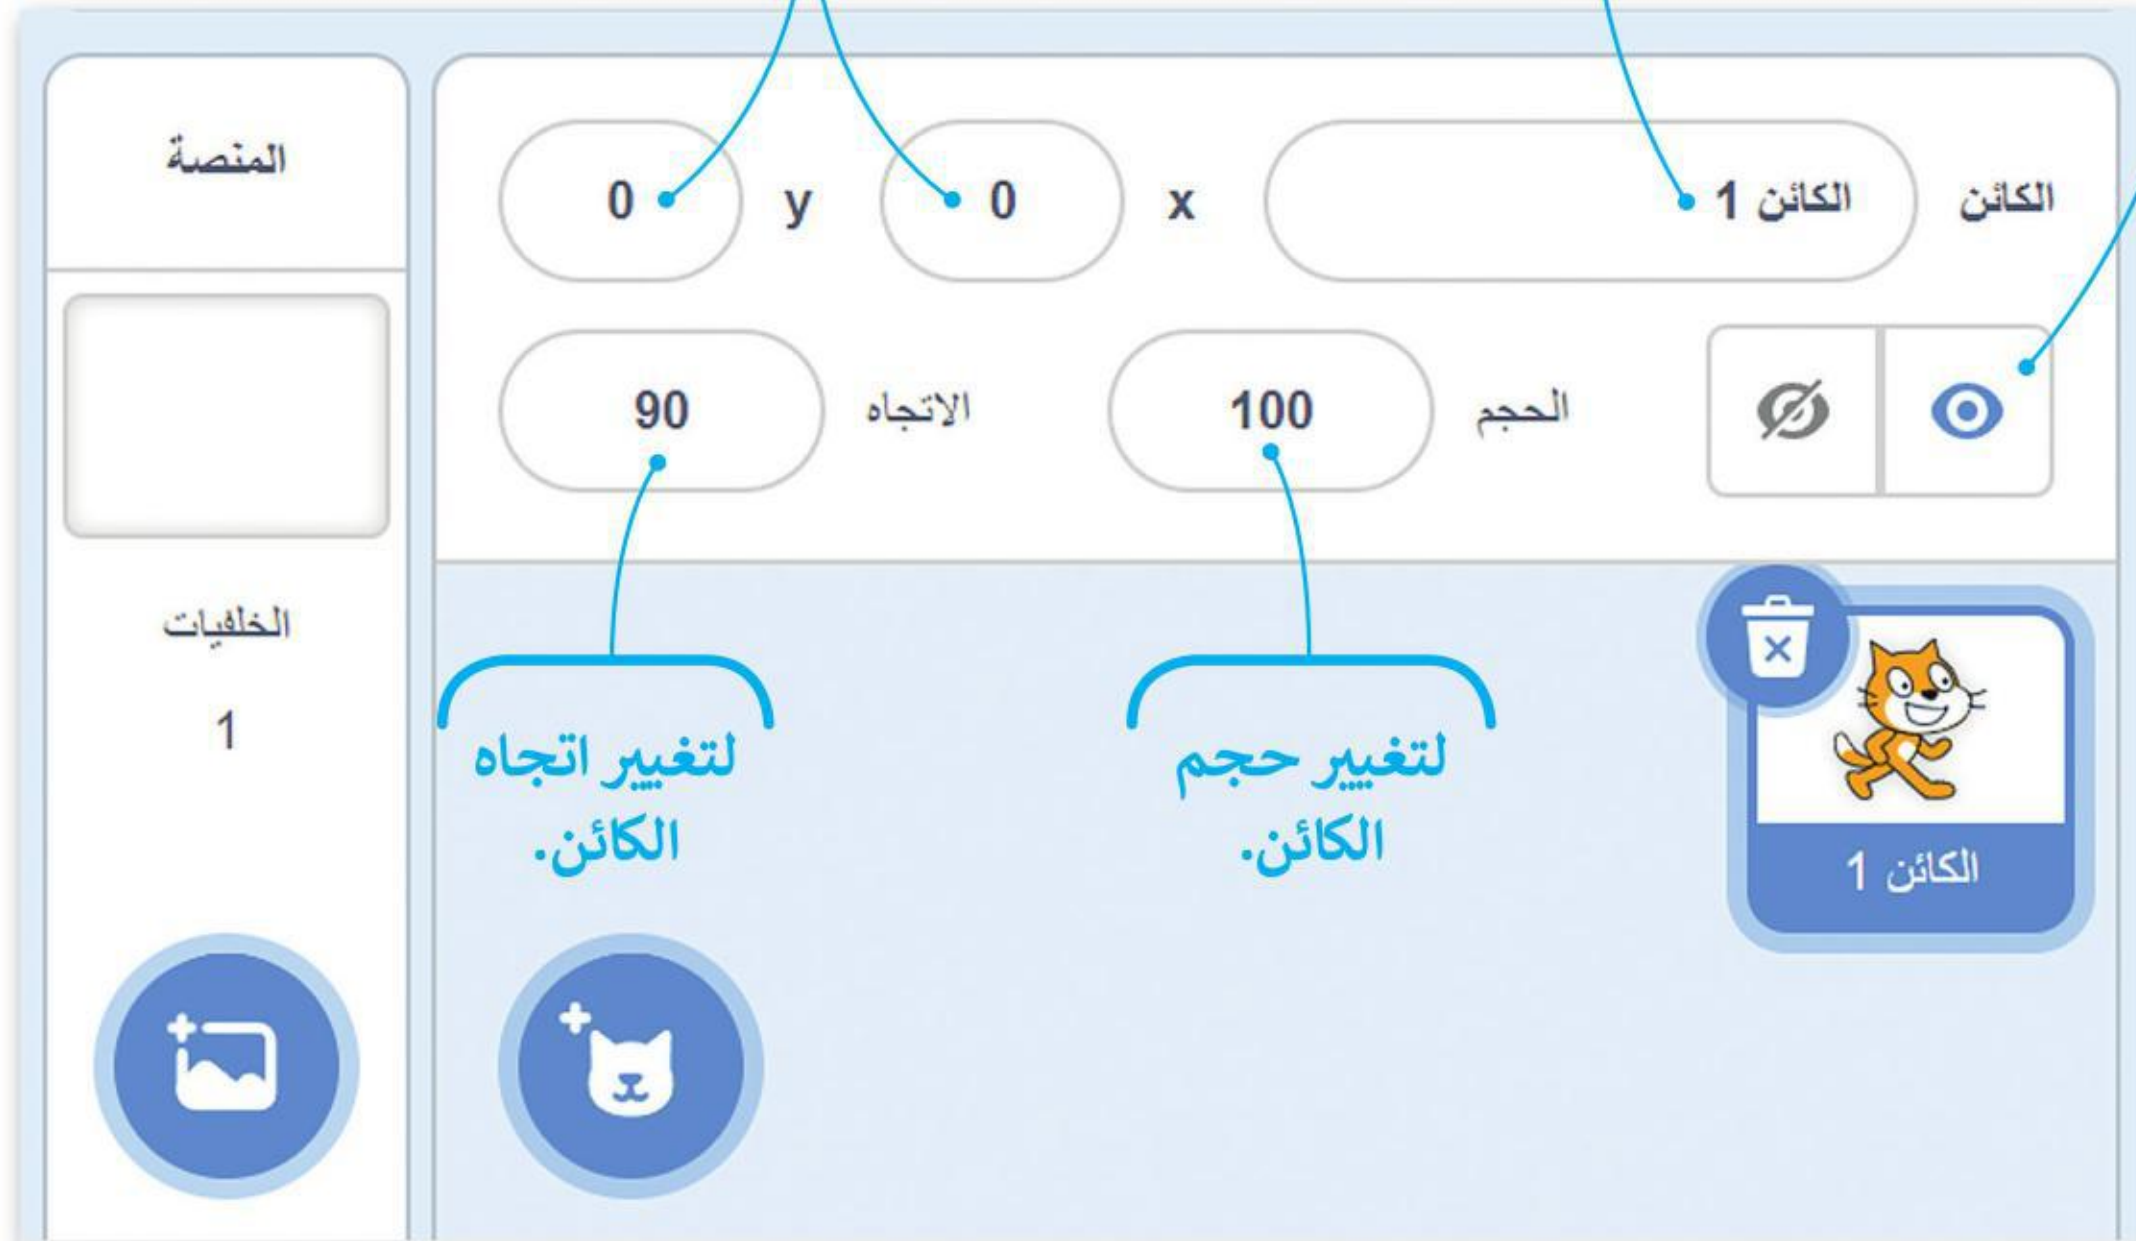 الكائن الكائن 1 x 0 y 0
الحجم 100 الاتجاه 90
لتغيير حجم
الكائن.
لتغيير اتجاه
الكائن.
الكائن 1
المنصة
الخلفيات
1